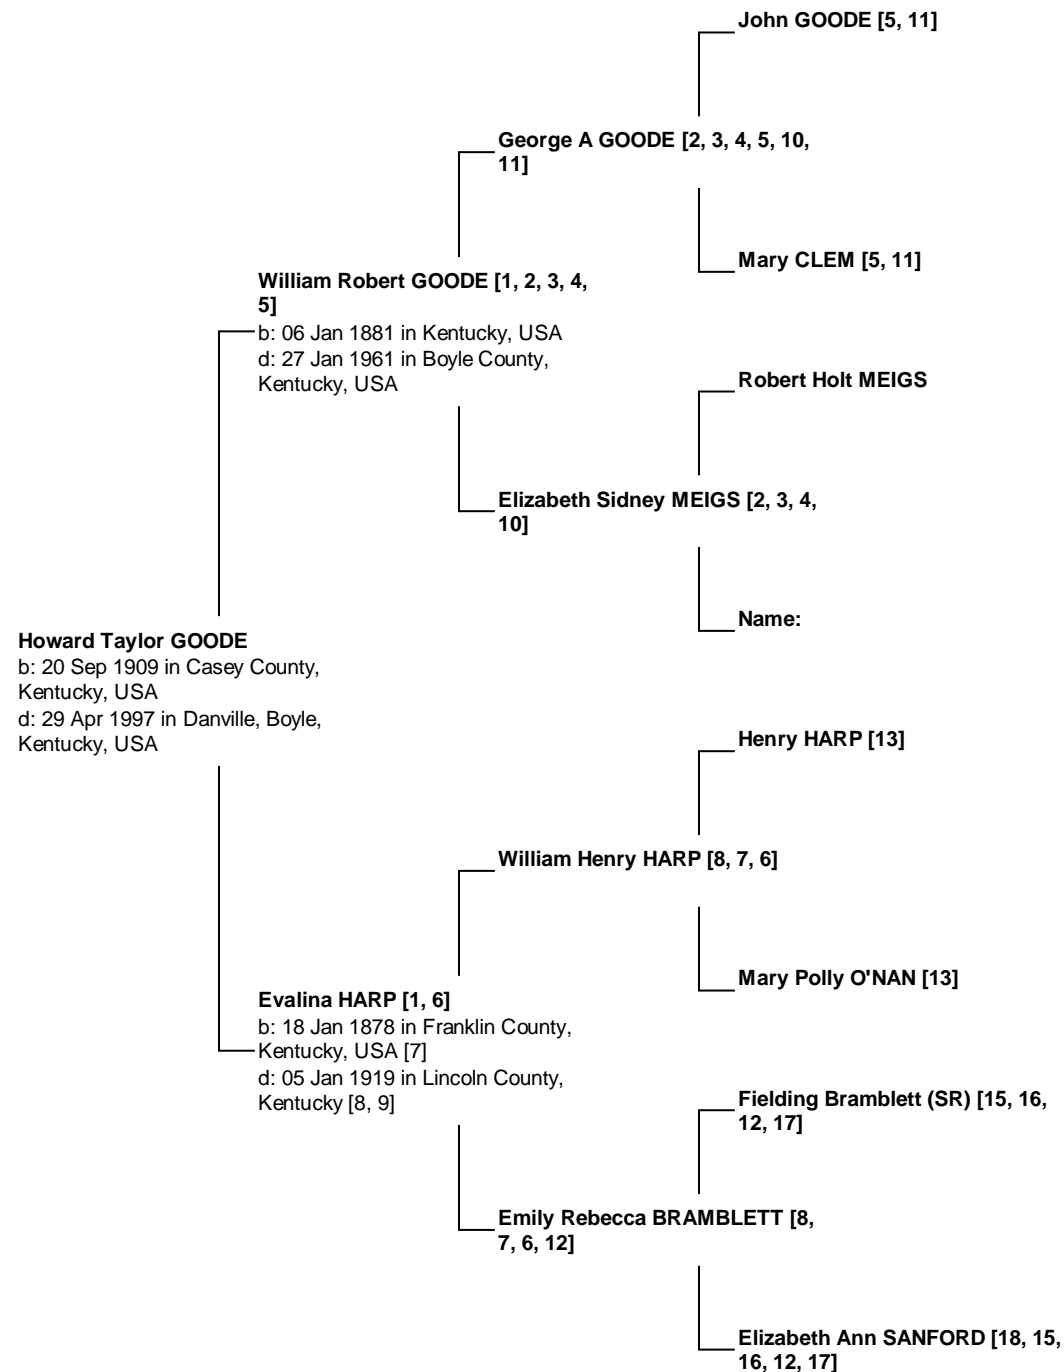 John GOODE [5, 11]
George A GOODE [2, 3, 4, 5, 10,
11]
Mary CLEM [5, 11]
William Robert GOODE [1, 2, 3, 4,
5]
b: 06 Jan 1881 in Kentucky, USA
d: 27 Jan 1961 in Boyle County,
Kentucky, USA
Robert Holt MEIGS
Elizabeth Sidney MEIGS [2, 3, 4,
10]
Name:
Howard Taylor GOODE
b: 20 Sep 1909 in Casey County,
Kentucky, USA
d: 29 Apr 1997 in Danville, Boyle,
Kentucky, USA
Henry HARP [13]
William Henry HARP [8, 7, 6]
Mary Polly O'NAN [13]
Evalina HARP [1, 6]
b: 18 Jan 1878 in Franklin County,
Kentucky, USA [7]
d: 05 Jan 1919 in Lincoln County,
Kentucky [8, 9]
Fielding Bramblett (SR) [15, 16,
12, 17]
Emily Rebecca BRAMBLETT [8,
7, 6, 12]
Elizabeth Ann SANFORD [18, 15,
16, 12, 17]